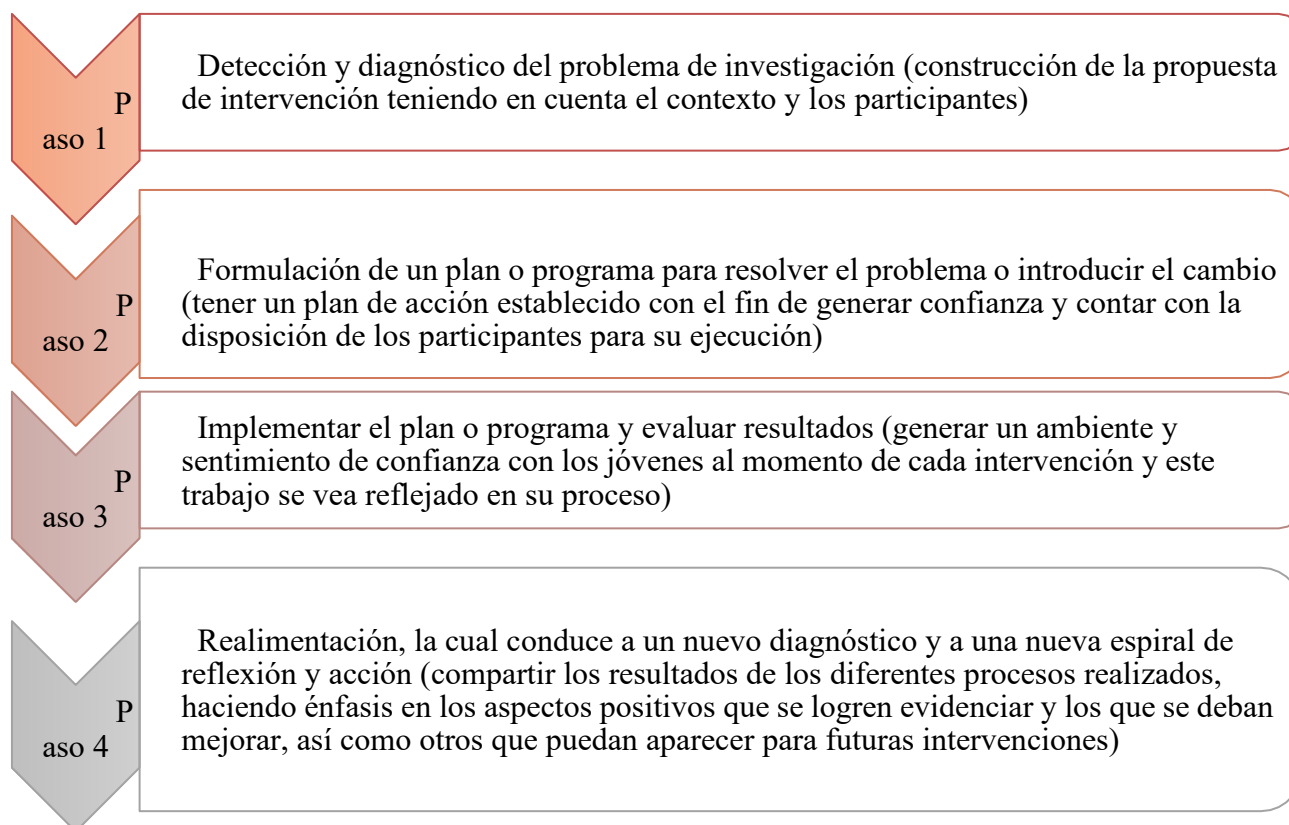 P
aso 1
Detección y diagnóstico del problema de investigación (construcción de la propuesta
de intervención teniendo en cuenta el contexto y los participantes)
P
aso 2
Formulación de un plan o programa para resolver el problema o introducir el cambio
(tener un plan de acción establecido con el fin de generar confianza y contar con la
disposición de los participantes para su ejecución)
P
aso 3
Implementar el plan o programa y evaluar resultados (generar un ambiente y
sentimiento de confianza con los jóvenes al momento de cada intervención y este
trabajo se vea reflejado en su proceso)
P
aso 4
Realimentación, la cual conduce a un nuevo diagnóstico y a una nueva espiral de
reflexión y acción (compartir los resultados de los diferentes procesos realizados,
haciendo énfasis en los aspectos positivos que se logren evidenciar y los que se deban
mejorar, así como otros que puedan aparecer para futuras intervenciones)